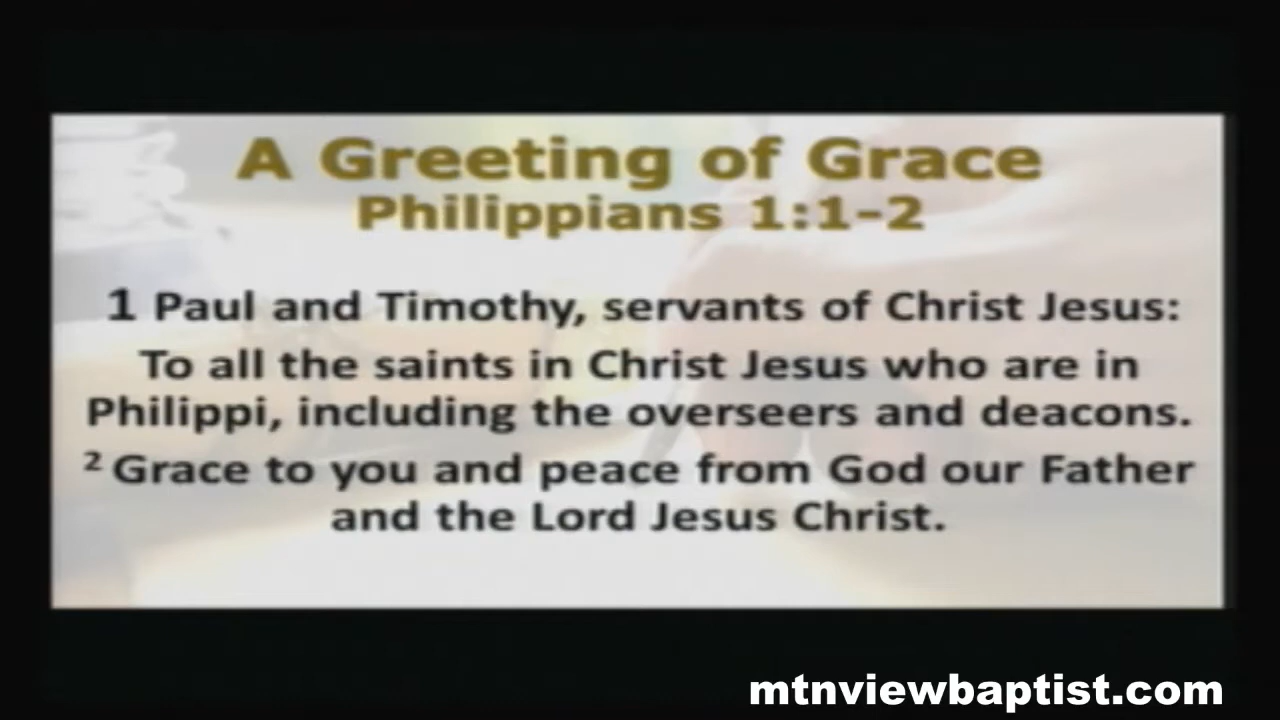 A Greeting of Grace
Philippians 1:1-2
1 Paul and Timothy, servants of Christ Jesus:
To all the saints in Christ Jesus who are in
Philippi, including the overseers and deacons.
2 Grace to you and peace from God our Father
and the Lord Jesus Christ.
mtnviewbaptist.com